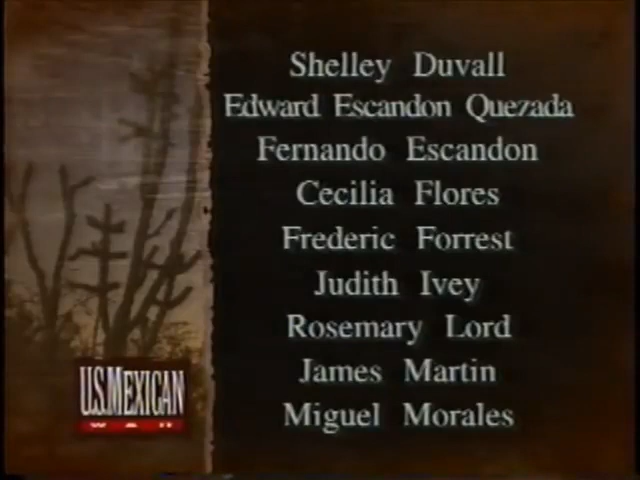 Shelley Duvall
Edward Escandon Quezada
Fernando Escandon
Cecilia Flores
Frederic Forrest
Judith Ivey
Rosemary Lord
James Martin
Miguel Morales
U.S. MEXICAN
WAR